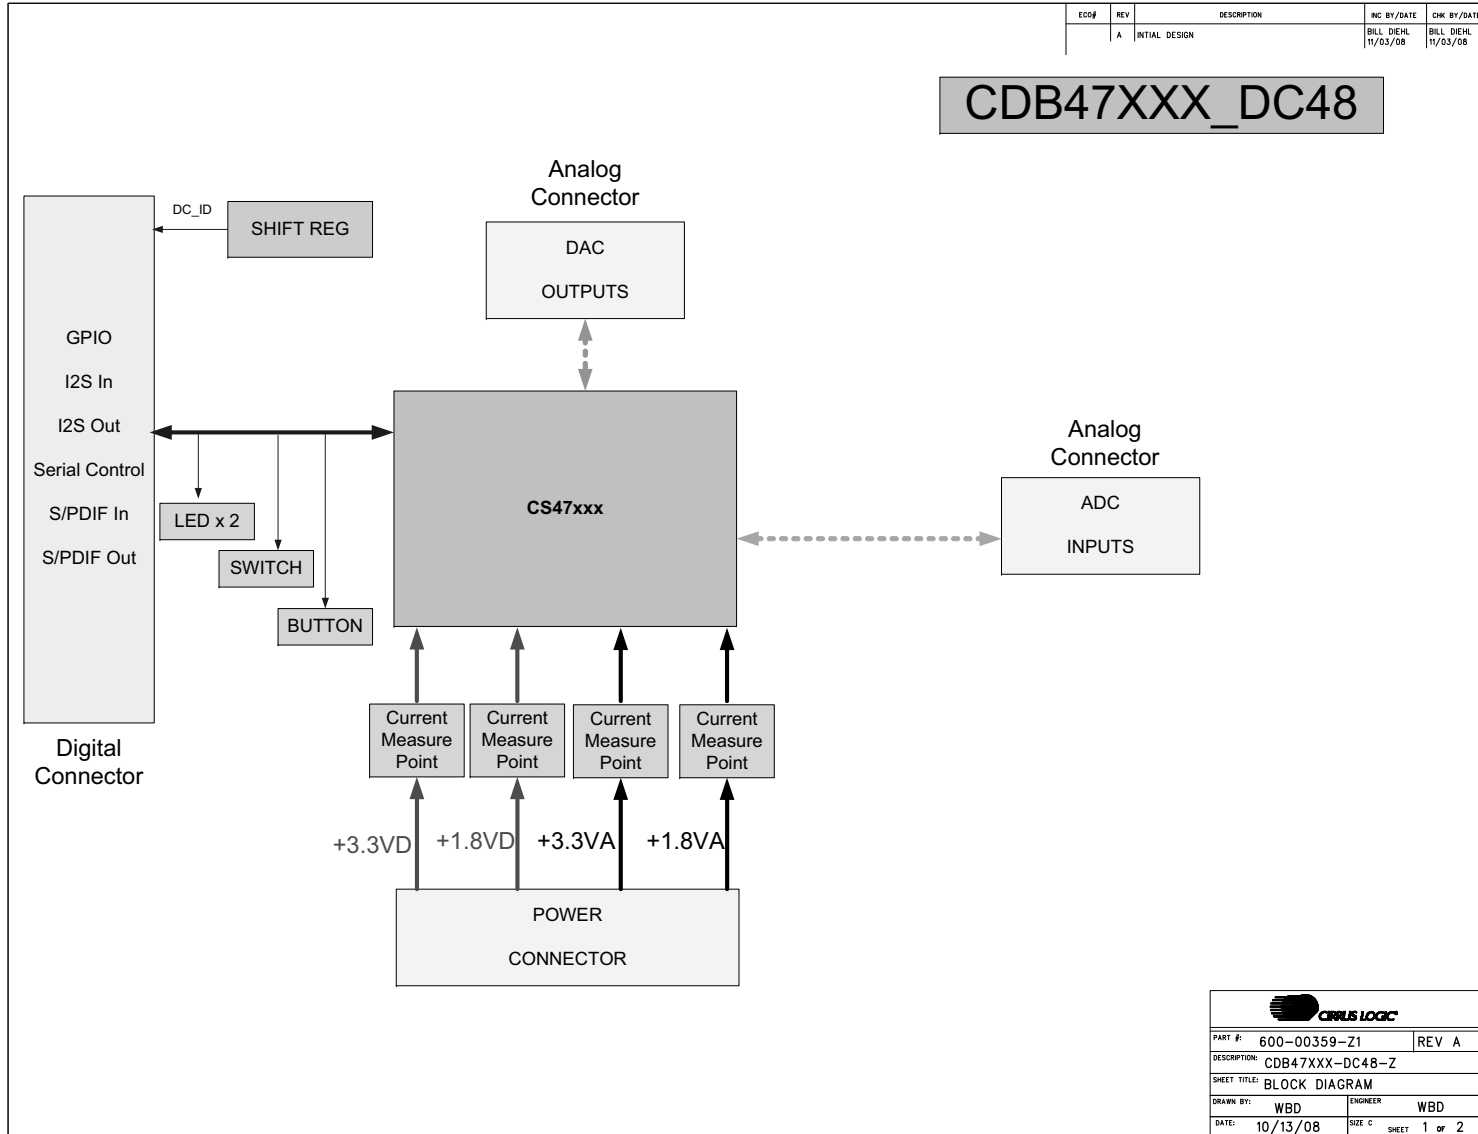 ECO# REV DESCRIPTION INC BY/DATE CHK BY/DATE
A INTIAL DESIGN BILL DIEHL 11/03/08 BILL DIEHL 11/03/08
CDB47XXX_DC48
Analog
Connector
DAC
OUTPUTS
DC_ID
SHIFT REG
GPIO
I2S In
I2S Out
Serial Control
S/PDIF In
S/PDIF Out
Digital
Connector
LED x 2
SWITCH
BUTTON
CS47xxx
Analog
Connector
ADC
INPUTS
Current
Measure
Point
Current
Measure
Point
Current
Measure
Point
Current
Measure
Point
+3.3VD
+1.8VD
+3.3VA
+1.8VA
POWER
CONNECTOR
CIRRUS LOGIC®
PART #: 600-00359-Z1 REV A
DESCRIPTION: CDB47XXX-DC48-Z
SHEET TITLE: BLOCK DIAGRAM
DRAWN BY: WBD ENGINEER WBD
DATE: 10/13/08 SIZE C SHEET 1 OF 2